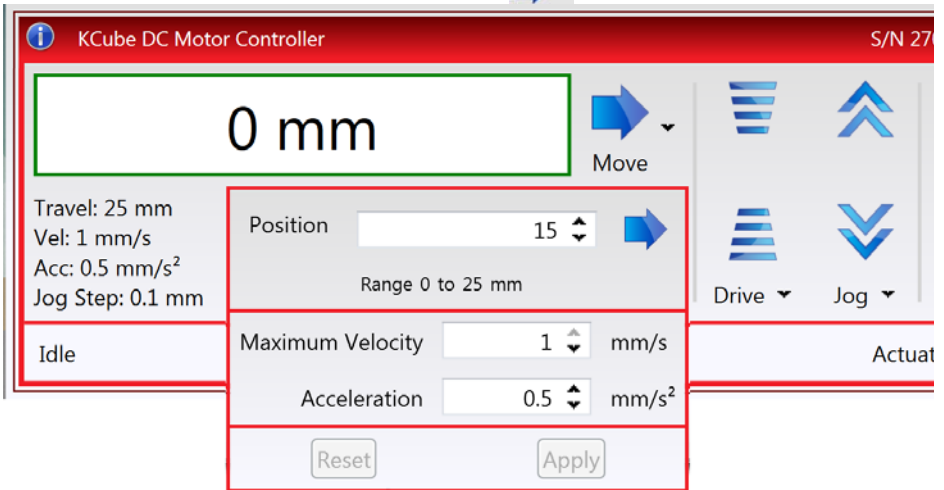 KCube DC Motor Controller
S/N 270
0 mm
Move
Travel: 25 mm
Vel: 1 mm/s
Acc: 0.5 mm/s²
Jog Step: 0.1 mm
Position 15
Range 0 to 25 mm
Drive Jog
Idle
Maximum Velocity 1 mm/s
Actuat
Acceleration 0.5 mm/s²
Reset Apply